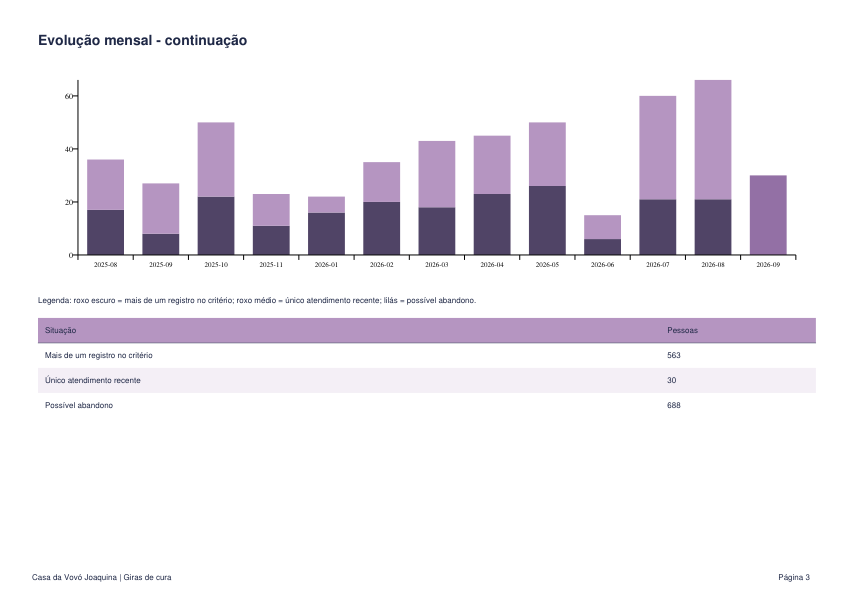 Evolução mensal - continuação
60
40
20
0
2025-08 2025-09 2025-10 2025-11 2026-01 2026-02 2026-03 2026-04 2026-05 2026-06 2026-07 2026-08 2026-09
Legenda: roxo escuro = mais de um registro no critério; roxo médio = único atendimento recente; lilás = possível abandono.
Situação Pessoas
Mais de um registro no critério 563
Único atendimento recente 30
Possível abandono 688
Casa da Vovó Joaquina | Giras de cura Página 3